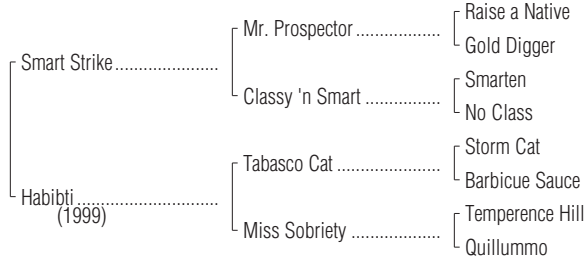 Raise a Native
Mr. Prospector ..................
Gold Digger
Smart Strike......................
Smarten
Classy 'n Smart ................
No Class
Storm Cat
Tabasco Cat .....................
Barbicue Sauce
Habibti..............................
(1999)
Temperence Hill
Miss Sobriety ...................
Quillummo